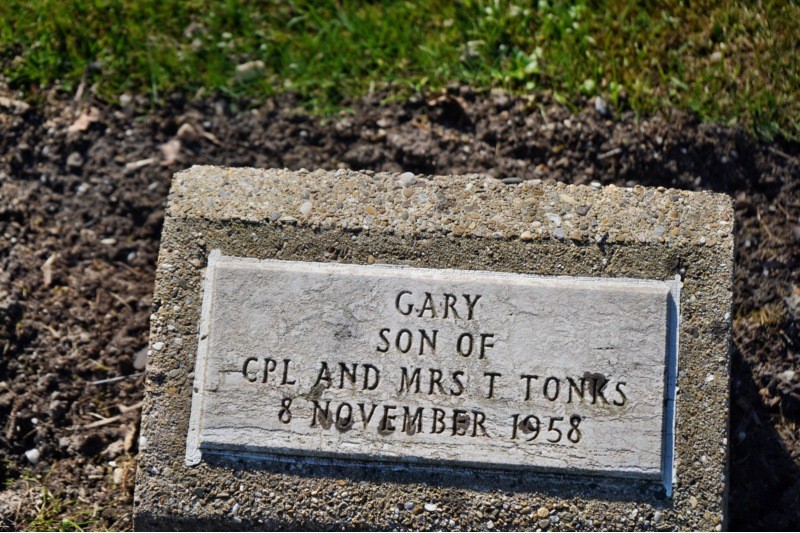 GARY
SON OF
CPL AND MRS T TONKS
8 NOVEMBER 1958